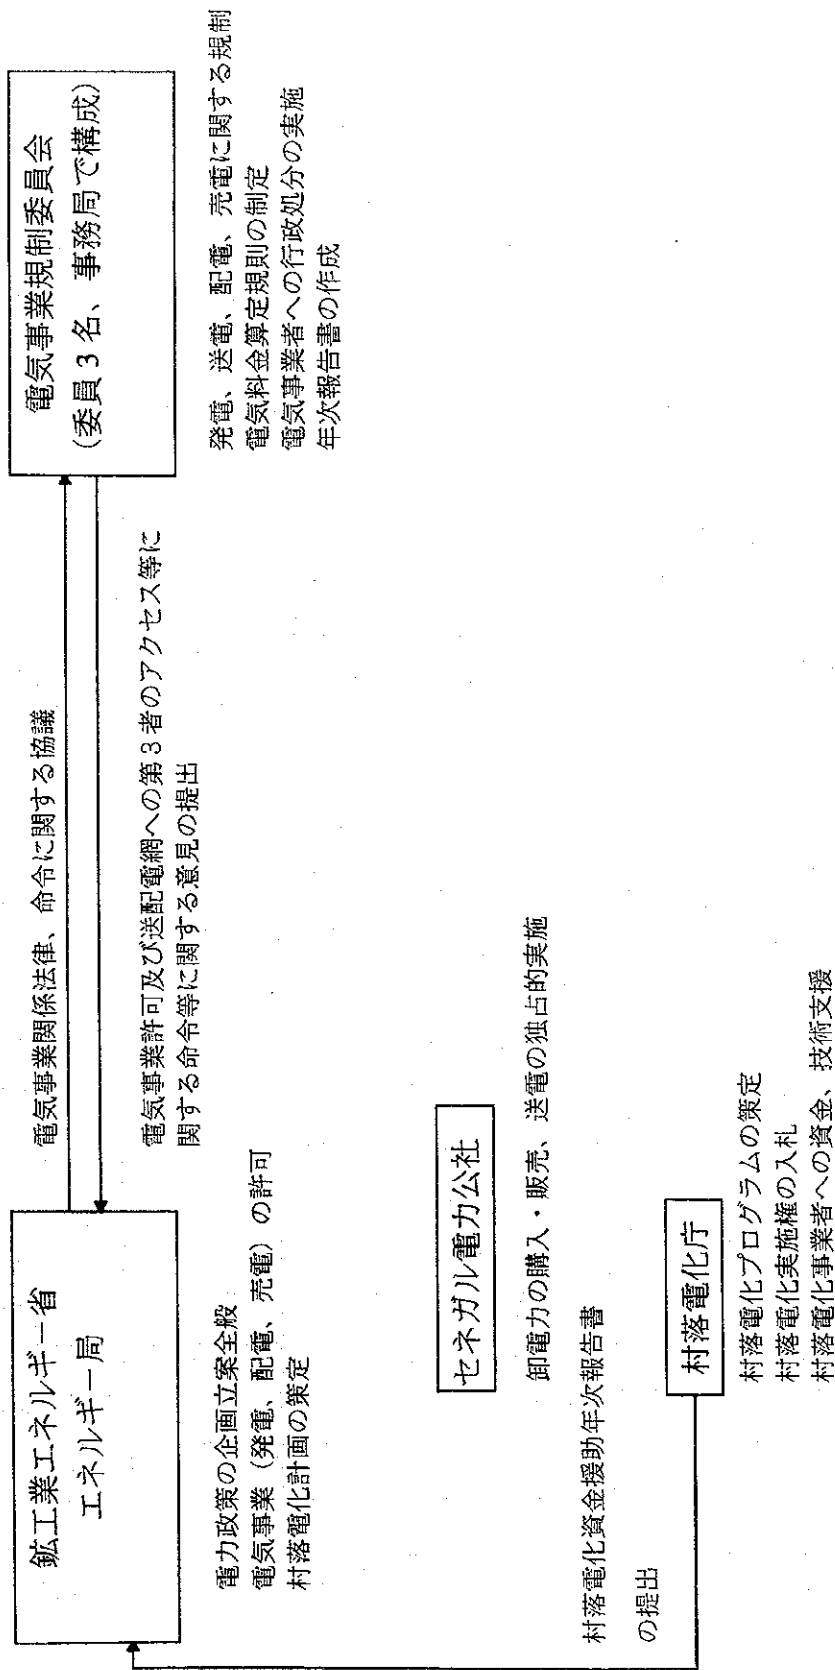 鉱工業エネルギー省
エネルギー局
電力政策の企画立案全般
電気事業（発電、配電、売電）の許可
村落電化計画の策定
電気事業関係法律、命令に関する協議
電気事業許可及び送配電網への第3者のアクセス等に
関する命令等に関する意見の提出
電気事業規制委員会
（委員3名、事務局で構成）
発電、送電、配電、売電に関する規制
電気料金算定規則の制定
電気事業者への行政処分の実施
年次報告書の作成
セネガル電力公社
卸電力の購入・販売、送電の独占的実施
村落電化資金援助年次報告書
の提出
村落電化庁
村落電化プログラムの策定
村落電化実施権の入札
村落電化事業者への資金、技術支援